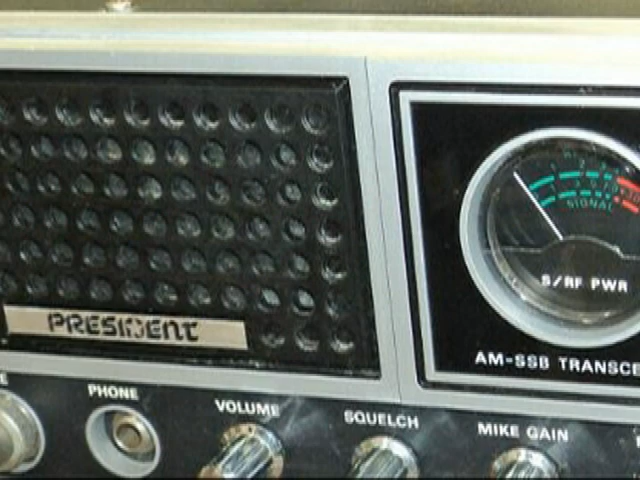 PRESIDENT
SIGNAL
S/RF PWR
AM-SSB TRANSCE
E
PHONE
VOLUME
SQUELCH
MIKE GAIN